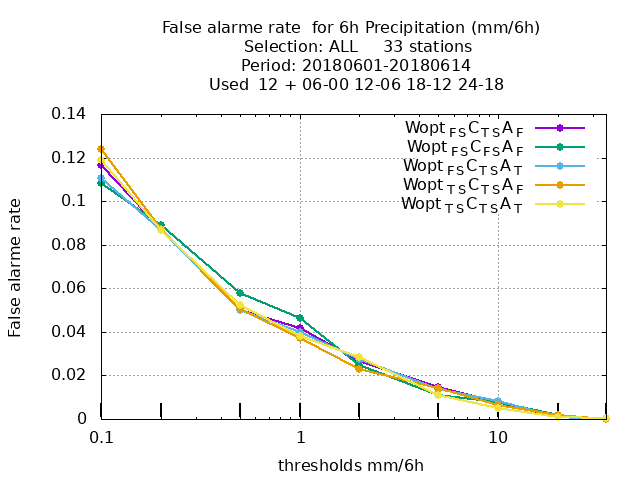 False alarme rate  for 6h Precipitation (mm/6h)
Selection: ALL     33 stations
Period: 20180601-20180614
Used  12 + 06-00 12-06 18-12 24-18
0.14
0.12
0.1
0.08
0.06
0.04
0.02
0
False alarme rate
Wopt FS C TS A F
Wopt FS C FS A F
Wopt FS C TS A T
Wopt TS C TS A F
Wopt TS C TS A T
0.1 1 10
thresholds mm/6h